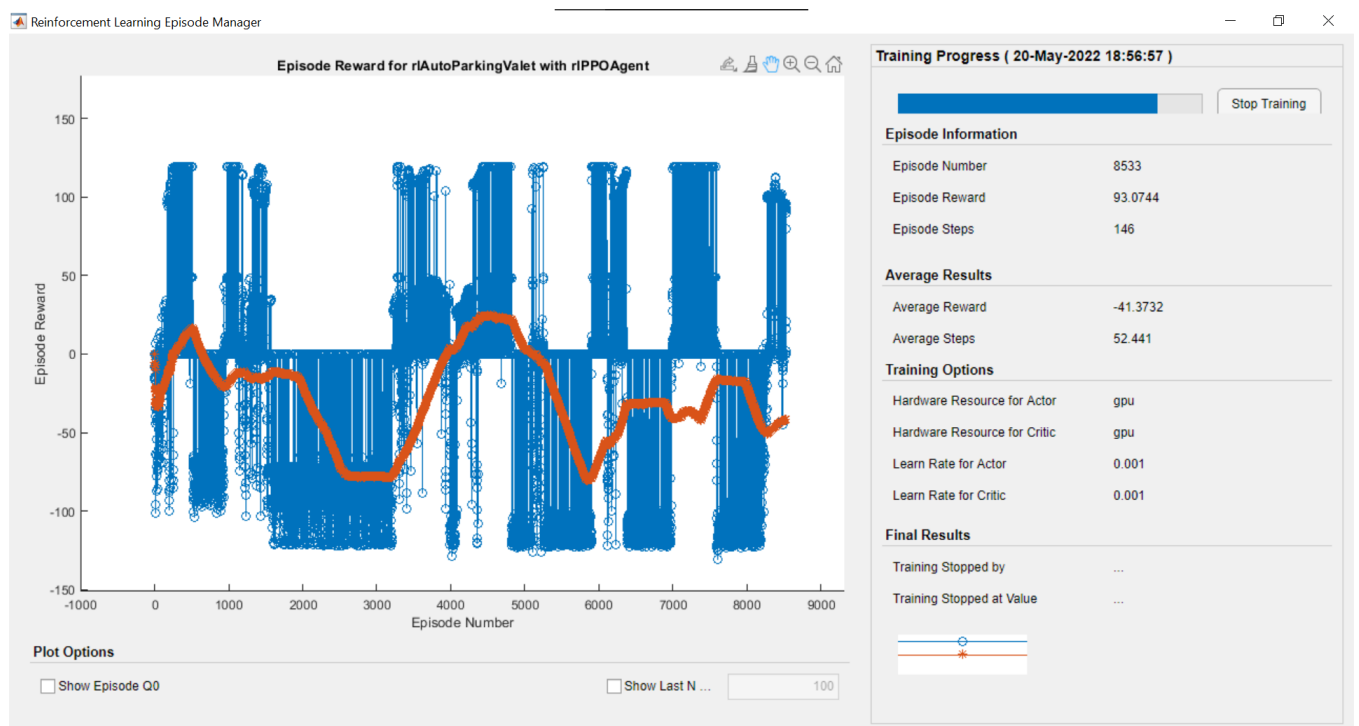 Reinforcement Learning Episode Manager
Episode Reward for rlAutoParkingValet with rlPPOAgent
150
100
50
0
-50
-100
-150
Episode Reward
-1000 0 1000 2000 3000 4000 5000 6000 7000 8000 9000
Episode Number
Plot Options
Show Episode Q0
Show Last N ...
100
Training Progress ( 20-May-2022 18:56:57 )
Stop Training
Episode Information
Episode Number 8533
Episode Reward 93.0744
Episode Steps 146
Average Results
Average Reward -41.3732
Average Steps 52.441
Training Options
Hardware Resource for Actor gpu
Hardware Resource for Critic gpu
Learn Rate for Actor 0.001
Learn Rate for Critic 0.001
Final Results
Training Stopped by ...
Training Stopped at Value ...